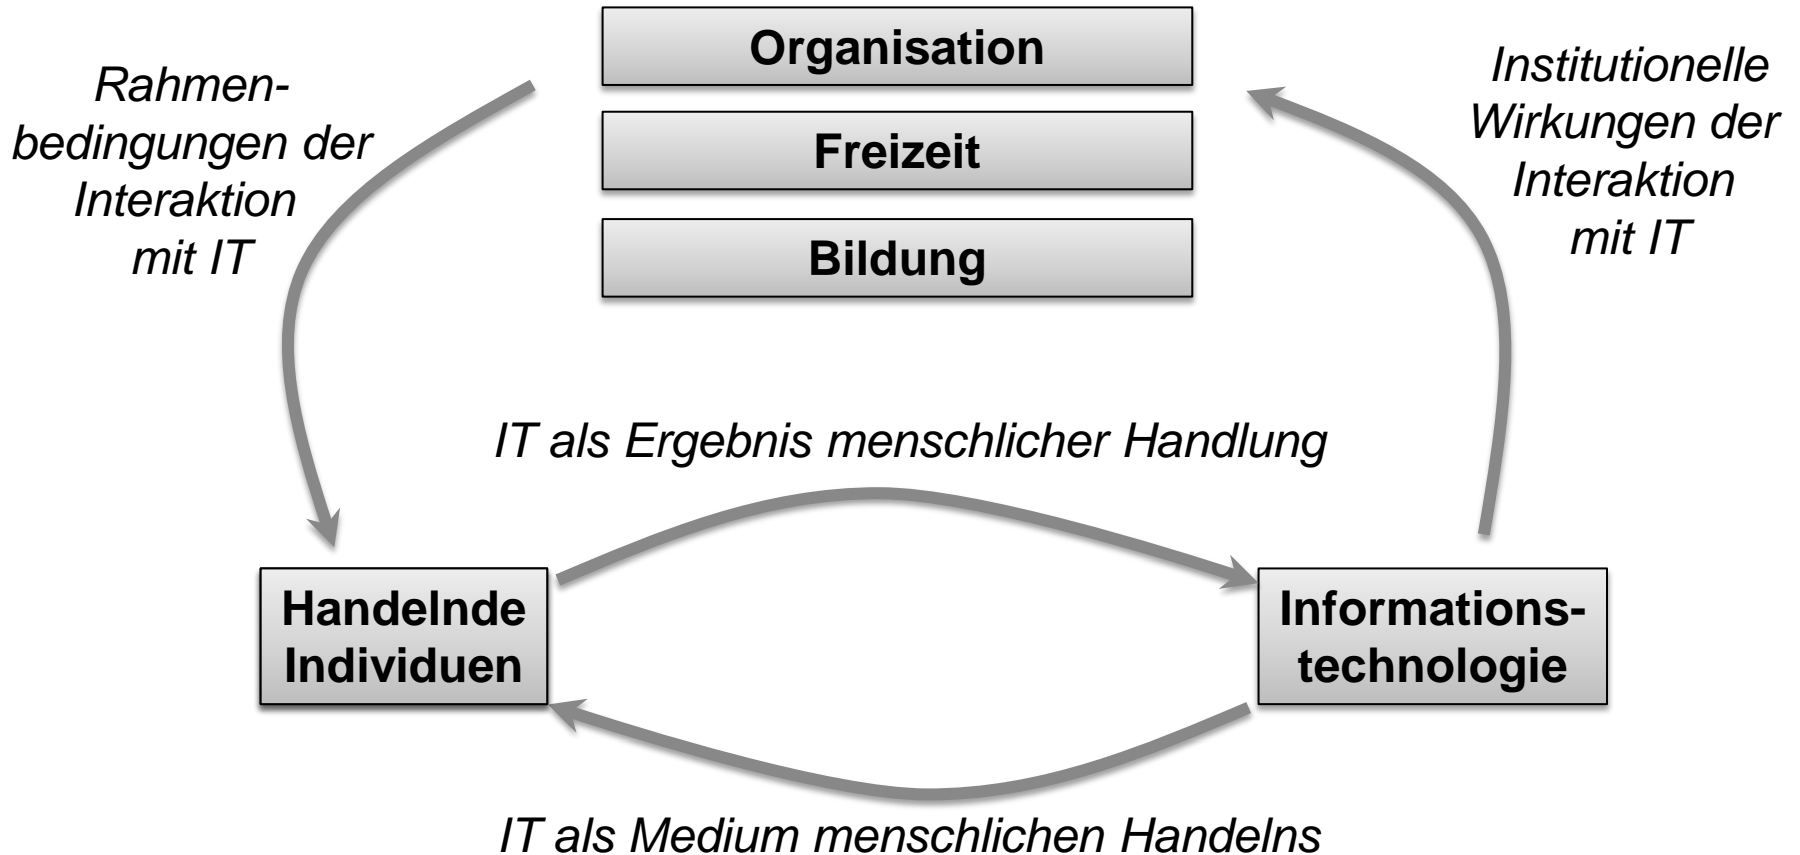 Organisation
Freizeit
Bildung
Rahmen-
bedingungen der
Interaktion
mit IT
Institutionelle
Wirkungen der
Interaktion
mit IT
IT als Ergebnis menschlicher Handlung
Handelnde
Individuen
Informations-
technologie
IT als Medium menschlichen Handelns